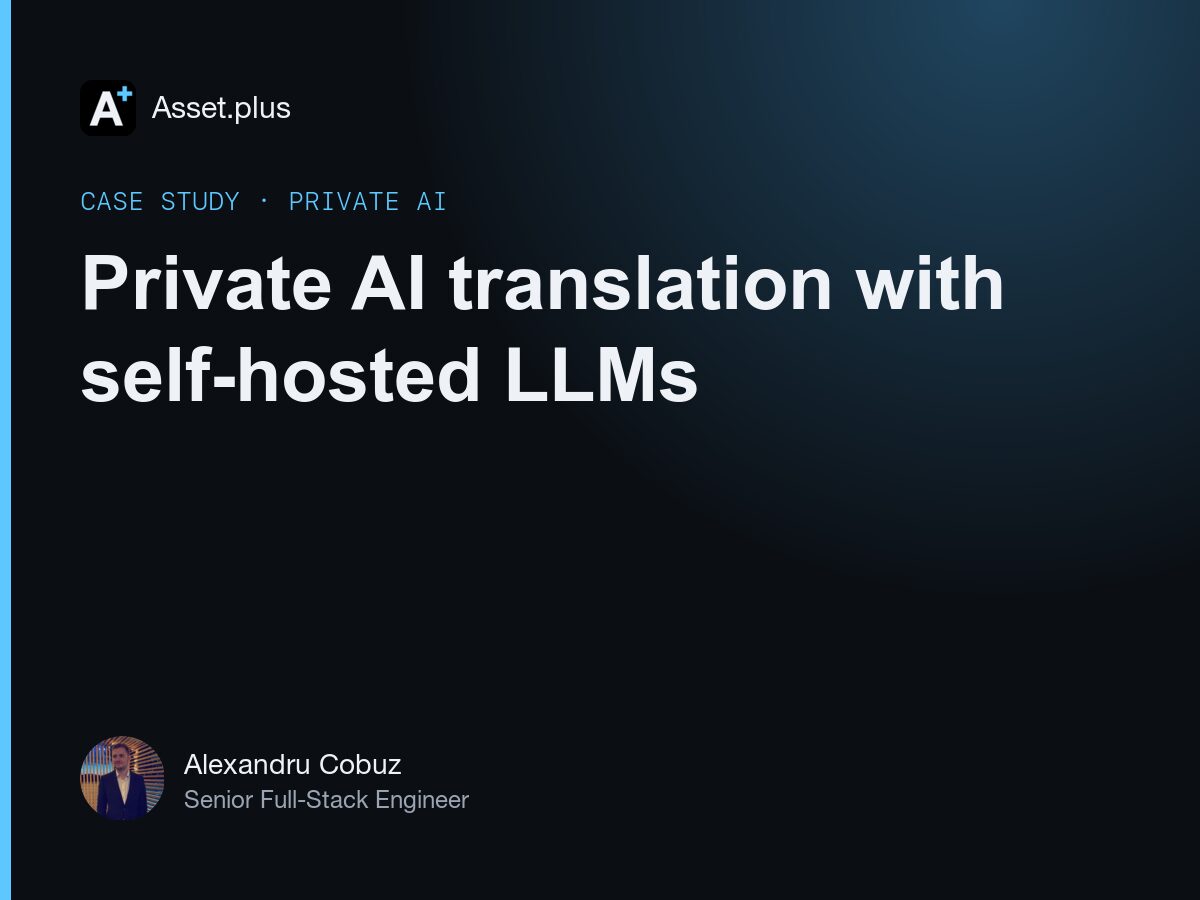 A+ Asset.plus
CASE STUDY · PRIVATE AI
Private AI translation with
self-hosted LLMs
Alexandru Cobuz
Senior Full-Stack Engineer